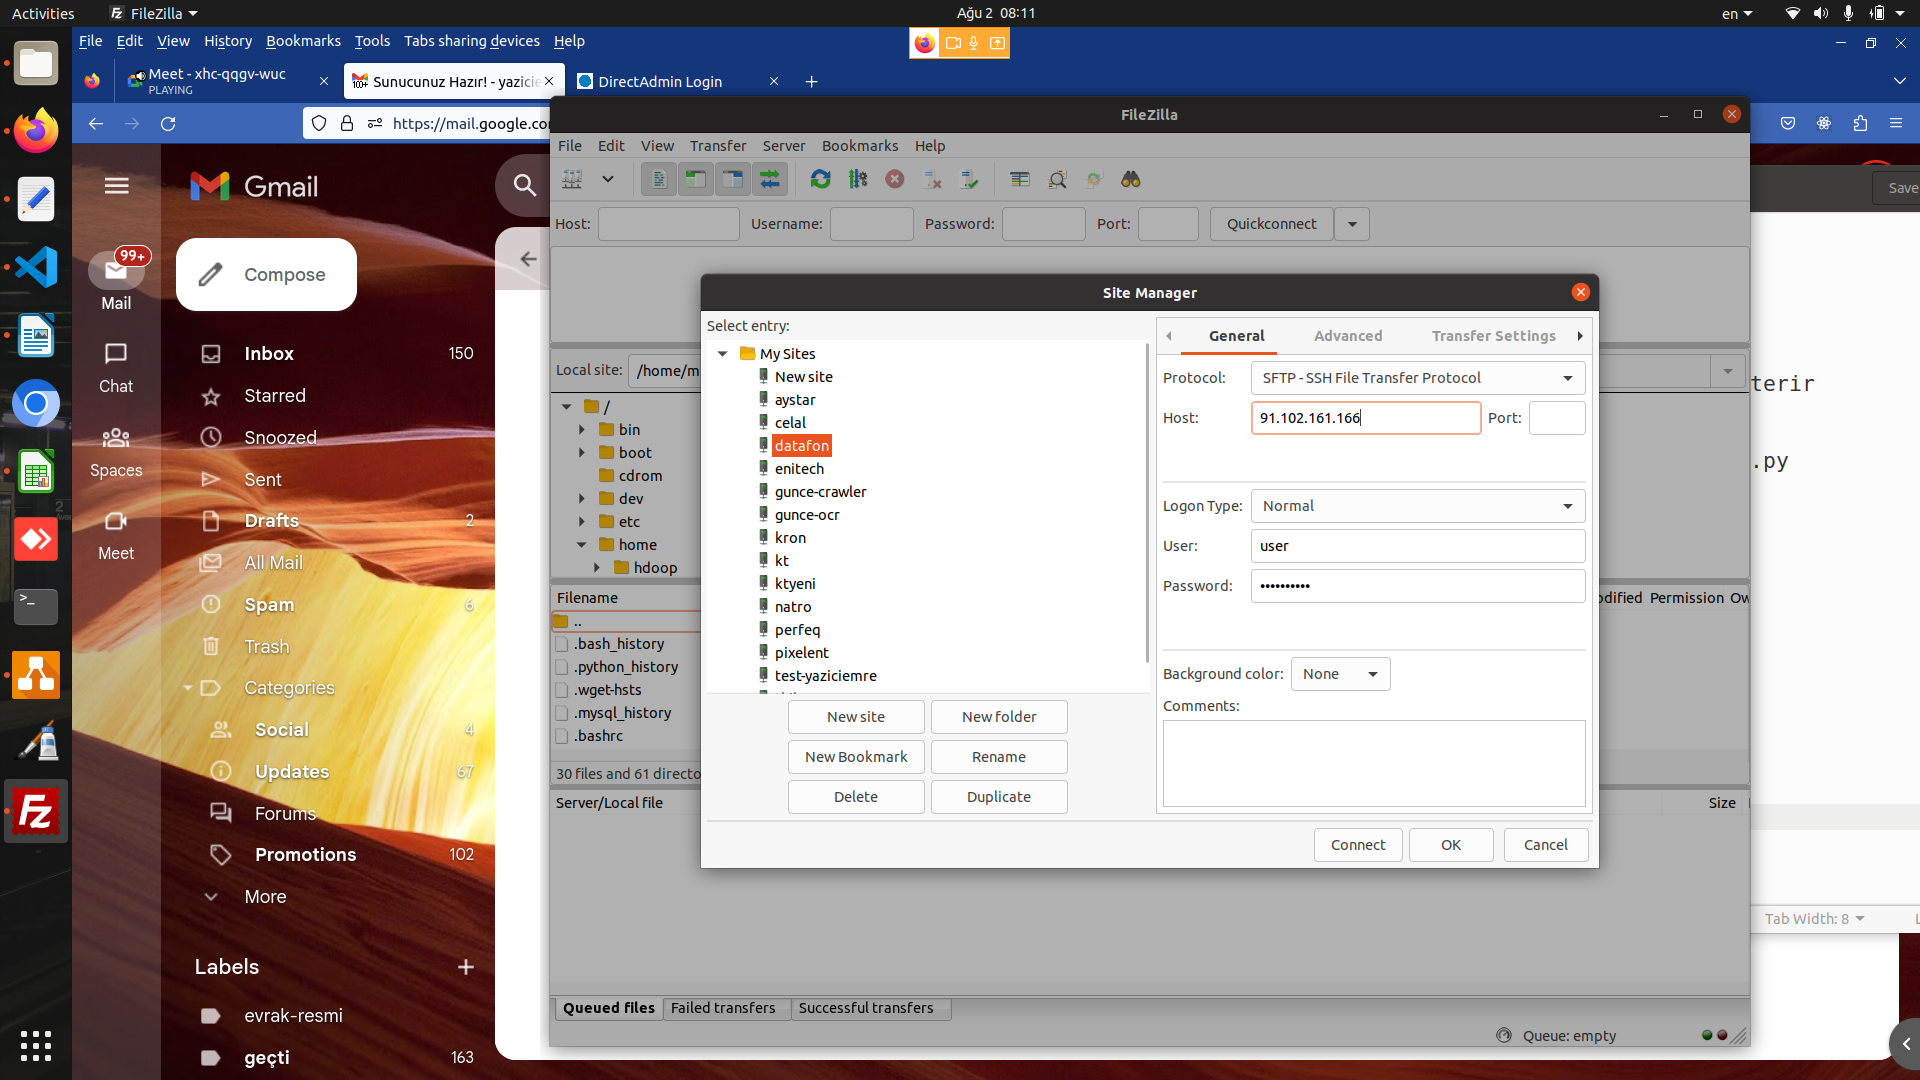 Activities
FileZilla
Ağu 2 08:11
en
File Edit View History Bookmarks Tools Tabs sharing devices Help
Meet - xhc-qqgv-wuc
PLAYING
100+
Sunucunuz Hazır! - yazicie
DirectAdmin Login
https://mail.google.co
Gmail
Compose
99+
Mail
Chat
Spaces
Meet
Inbox 150
Starred
Snoozed
Sent
Drafts 2
All Mail
Spam 6
Trash
Categories
Social 4
Updates 67
Forums
Promotions 102
More
Labels
evrak-resmi
geçti 163
FileZilla
File Edit View Transfer Server Bookmarks Help
Host: Username: Password: Port: Quickconnect
Local site: /home/m
/
bin
boot
cdrom
dev
etc
home
hdoop
Filename
..
.bash_history
.python_history
.wget-hsts
.mysql_history
.bashrc
30 files and 61 directo
Server/Local file
odified Permission Ow
Size
Queued files Failed transfers Successful transfers
Queue: empty
Site Manager
Select entry:
My Sites
New site
aystar
celal
datafon
enitech
gunce-crawler
gunce-ocr
kron
kt
ktyeni
natro
perfeq
pixelent
test-yaziciemre
New site New folder
New Bookmark Rename
Delete Duplicate
General Advanced Transfer Settings
Protocol: SFTP - SSH File Transfer Protocol
Host: 91.102.161.166 Port:
Logon Type: Normal
User: user
Password: ••••••••••
Background color: None
Comments:
Connect OK Cancel
Save
terir
.py
Tab Width: 8